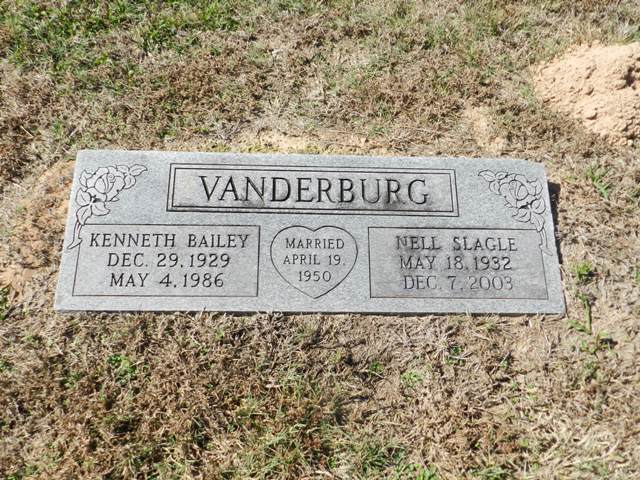 VANDERBURG
KENNETH BAILEY
DEC. 29, 1929
MAY 4, 1986
MARRIED
APRIL 19,
1950
NELL SLAGLE
MAY 18, 1932
DEC. 7, 2003